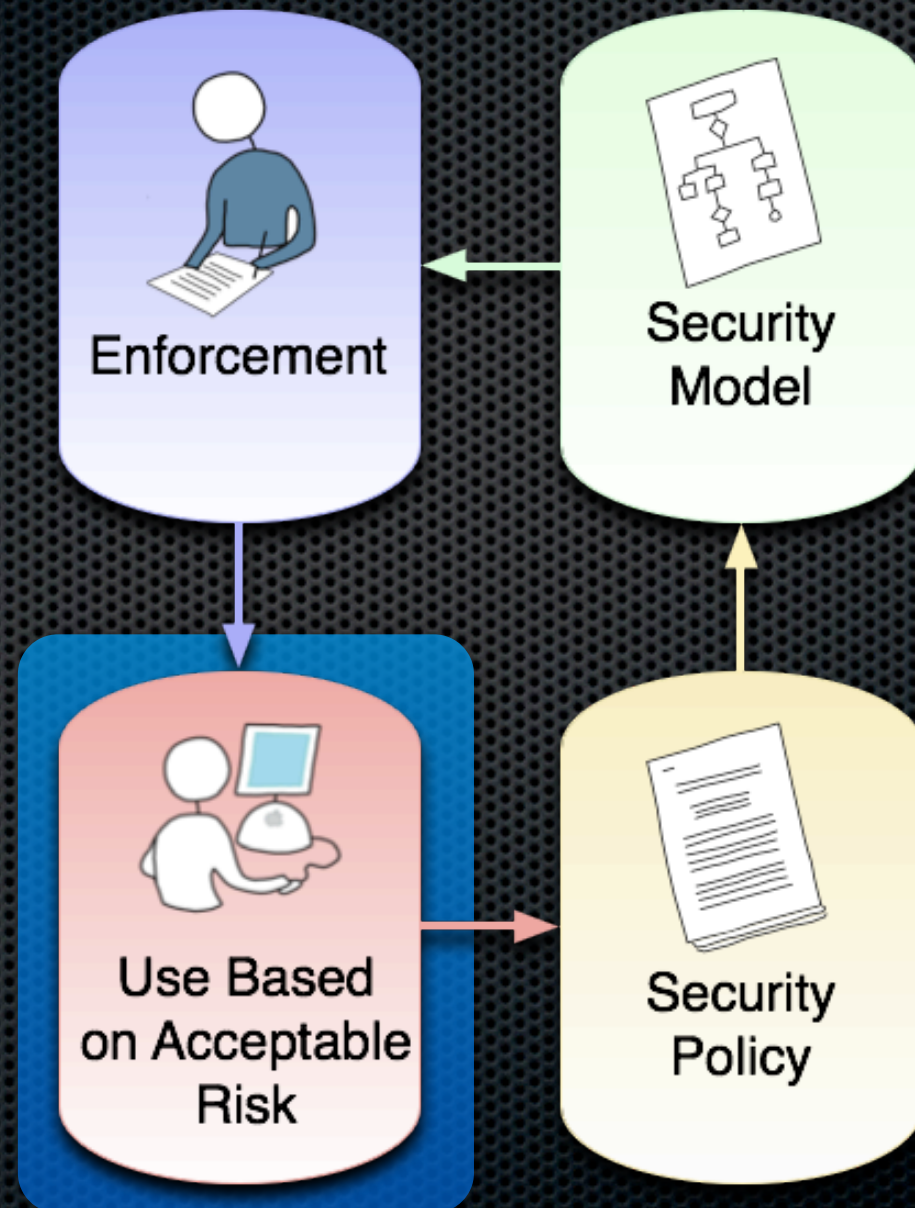 Enforcement
Security
Model
Use Based
on Acceptable
Risk
Security
Policy